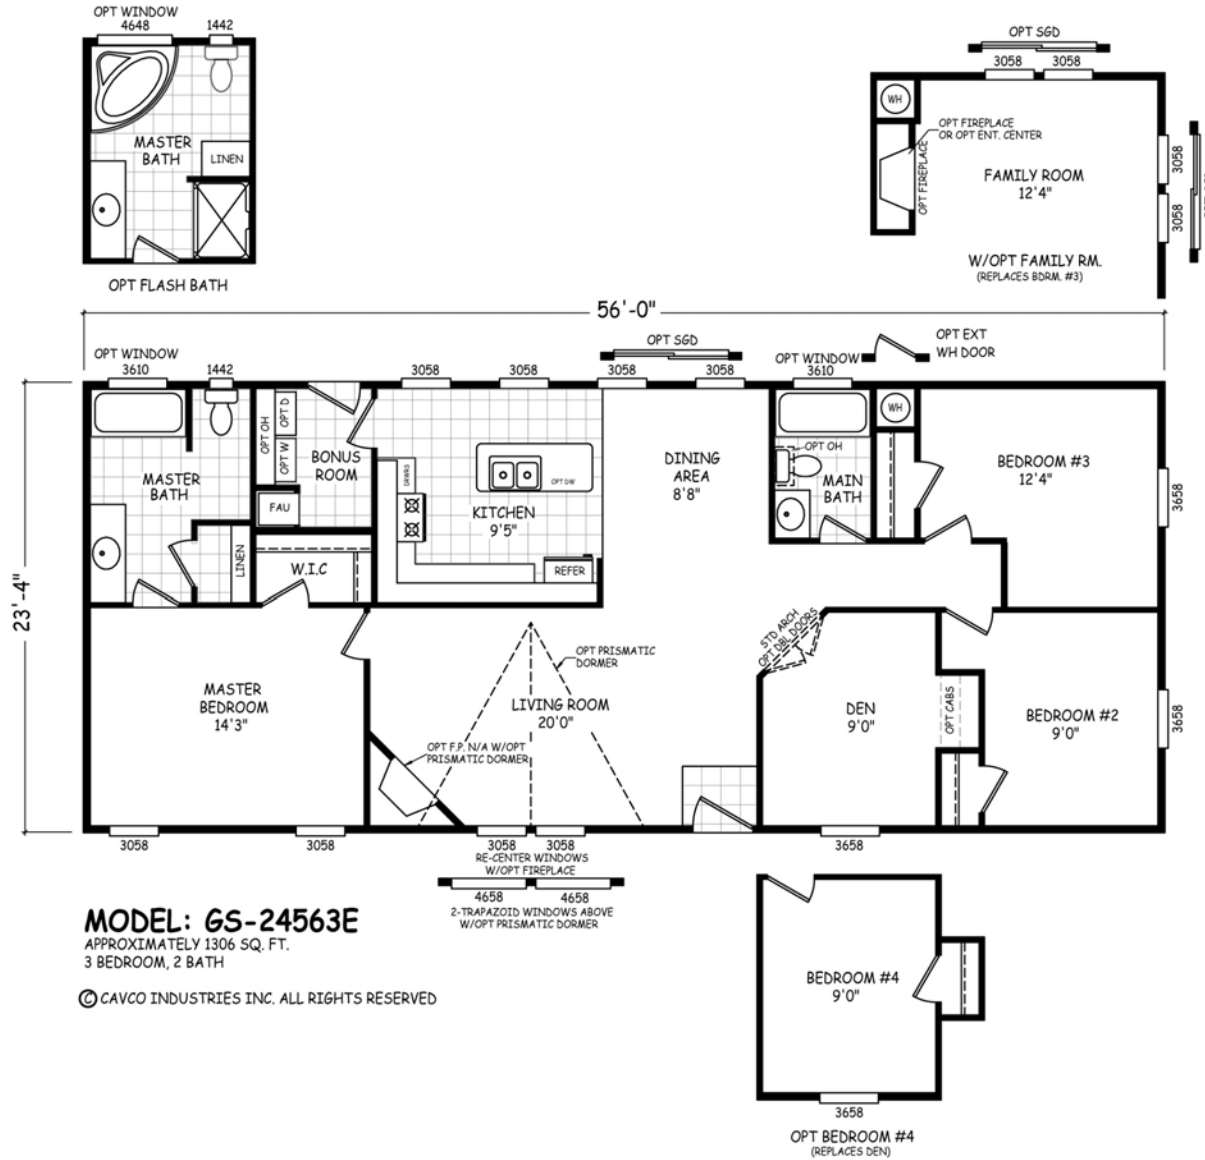 OPT WINDOW
4648
1442
MASTER
BATH
LINEN
OPT FLASH BATH
OPT SGD
3058
3058
WH
OPT FIREPLACE
OR OPT ENT. CENTER
OPT FIREPLACE
FAMILY ROOM
12'4"
3058
3058
W/OPT FAMILY RM.
(REPLACES BDRM. #3)
56'-0"
OPT WINDOW
3610
1442
3058
3058
OPT SGD
3058
3058
OPT WINDOW
3610
OPT EXT
WH DOOR
23'-4"
MASTER
BATH
LINEN
OPT OH
OPT D
OPT W
FAU
BONUS
ROOM
W.I.C
DRWRS
KITCHEN
9'5"
OPT DW
REFER
DINING
AREA
8'8"
OPT OH
MAIN
BATH
WH
BEDROOM #3
12'4"
3658
MASTER
BEDROOM
14'3"
OPT PRISMATIC
DORMER
LIVING ROOM
20'0"
OPT F.P. N/A W/OPT
PRISMATIC DORMER
STD ARCH
OPT DBL DOORS
DEN
9'0"
OPT CABS
BEDROOM #2
9'0"
3658
3058
3058
3058
3058
3658
RE-CENTER WINDOWS
W/OPT FIREPLACE
4658
4658
2-TRAPAZOID WINDOWS ABOVE
W/OPT PRISMATIC DORMER
MODEL: GS-24563E
APPROXIMATELY 1306 SQ. FT.
3 BEDROOM, 2 BATH
© CAVCO INDUSTRIES INC. ALL RIGHTS RESERVED
BEDROOM #4
9'0"
3658
OPT BEDROOM #4
(REPLACES DEN)